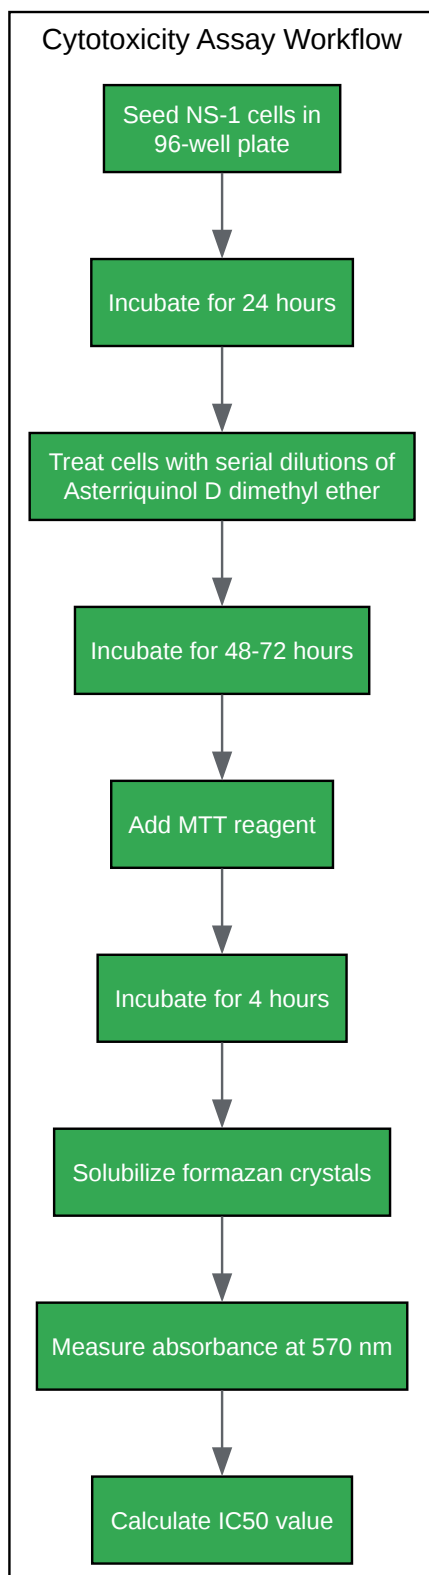 Cytotoxicity Assay Workflow
Seed NS-1 cells in
96-well plate
Incubate for 24 hours
Treat cells with serial dilutions of
Asterriquinol D dimethyl ether
Incubate for 48-72 hours
Add MTT reagent
Incubate for 4 hours
Solubilize formazan crystals
Measure absorbance at 570 nm
Calculate IC50 value